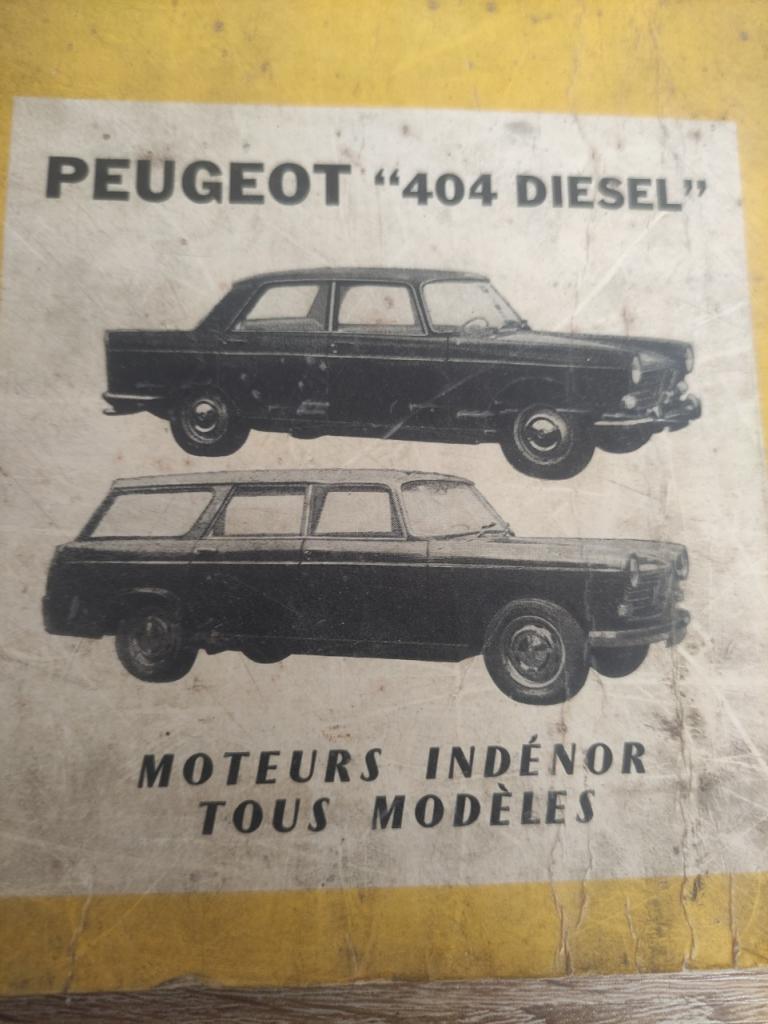 PEUGEOT "404 DIESEL"
MOTEURS INDÉNOR
TOUS MODÈLES